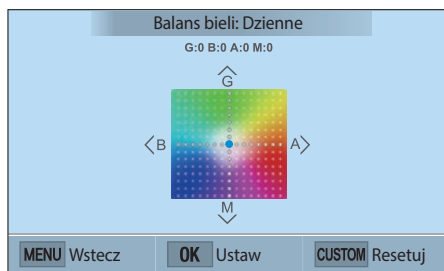 Balans bieli: Dzienne
G:0 B:0 A:0 M:0
G
B A
M
MENU Wstecz OK Ustaw CUSTOM Resetuj